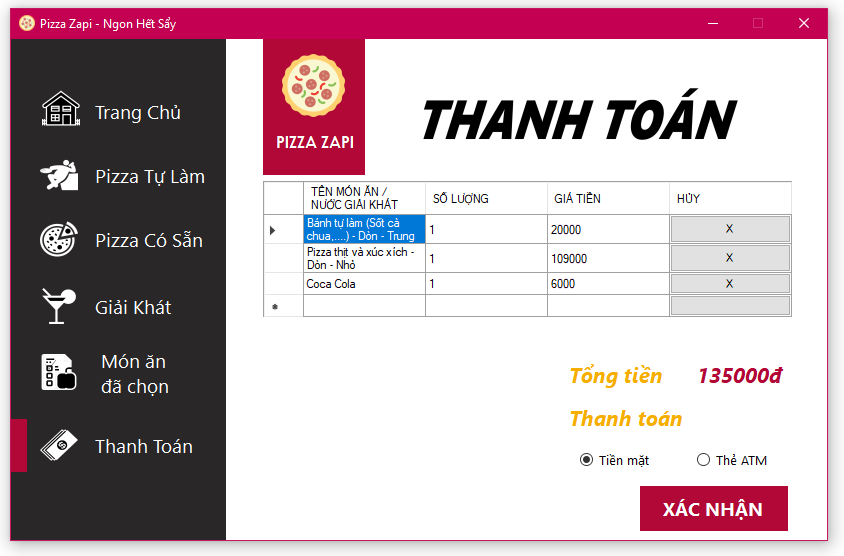 Pizza Zapi - Ngon Hết Sẩy
Trang Chủ
Pizza Tự Làm
Pizza Có Sẵn
Giải Khát
Món ăn
đã chọn
Thanh Toán
PIZZA ZAPI
THANH TOÁN
TÊN MÓN ĂN /
NƯỚC GIẢI KHÁT
SỐ LƯỢNG
GIÁ TIỀN
HỦY
Bánh tự làm (Sốt cà
chua,....) - Dòn - Trung
1
20000
X
Pizza thịt và xúc xích -
Dòn - Nhỏ
1
109000
X
Coca Cola
1
6000
X
Tổng tiền
135000đ
Thanh toán
Tiền mặt
Thẻ ATM
XÁC NHẬN